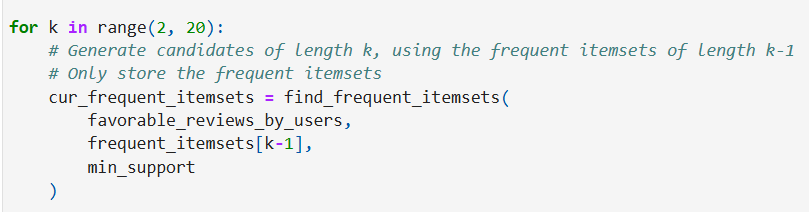 for k in range(2, 20):
    # Generate candidates of length k, using the frequent itemsets of length k-1
    # Only store the frequent itemsets
    cur_frequent_itemsets = find_frequent_itemsets(
        favorable_reviews_by_users,
        frequent_itemsets[k-1],
        min_support
    )